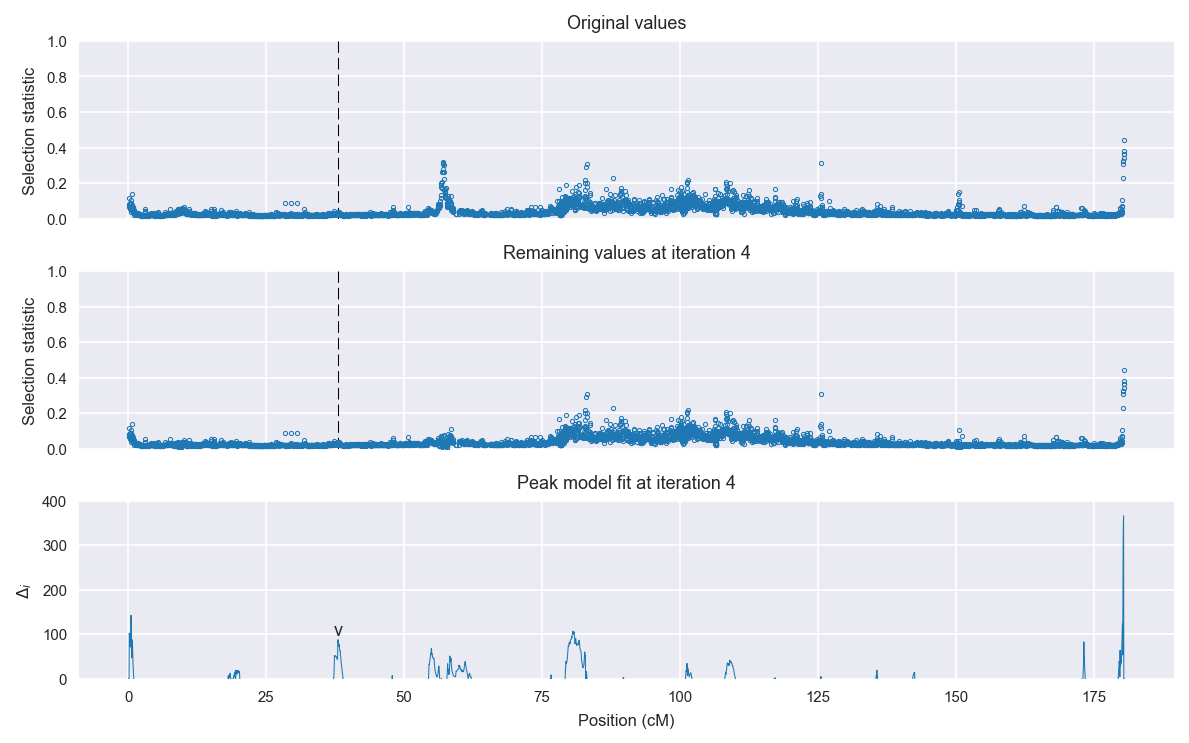 Original values
Selection statistic
1.0
0.8
0.6
0.4
0.2
0.0
Remaining values at iteration 4
Selection statistic
1.0
0.8
0.6
0.4
0.2
0.0
Peak model fit at iteration 4
Δi
400
300
200
100
0
v
0 25 50 75 100 125 150 175
Position (cM)